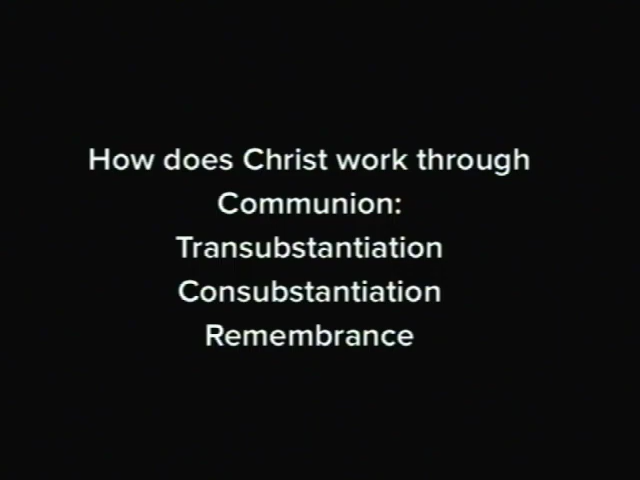 How does Christ work through
Communion:
Transubstantiation
Consubstantiation
Remembrance